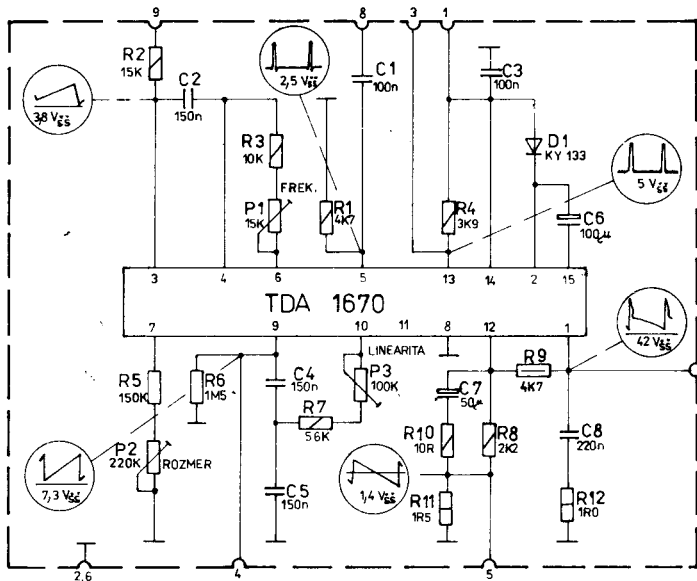 9
8
3
1
R2
15K
C2
150n
2,5 Všš
C1
100n
C3
100n
3,8 Všš
R3
10K
D1
KY 133
FREK.
P1
15K
R1
4K7
R4
3K9
5 Všš
C6
100µ
3
4
6
5
13
14
2
15
TDA 1670
7
9
10
11
8
12
1
42 Všš
LINEARITA
R5
150K
R6
1M5
C4
150n
P3
100K
C7
50µ
R9
4K7
R7
56K
P2
220K
ROZMER
R10
10R
R8
2K2
C8
220n
7,3 Všš
C5
150n
1,4 Všš
R11
1R5
R12
1R0
2,6
4
5